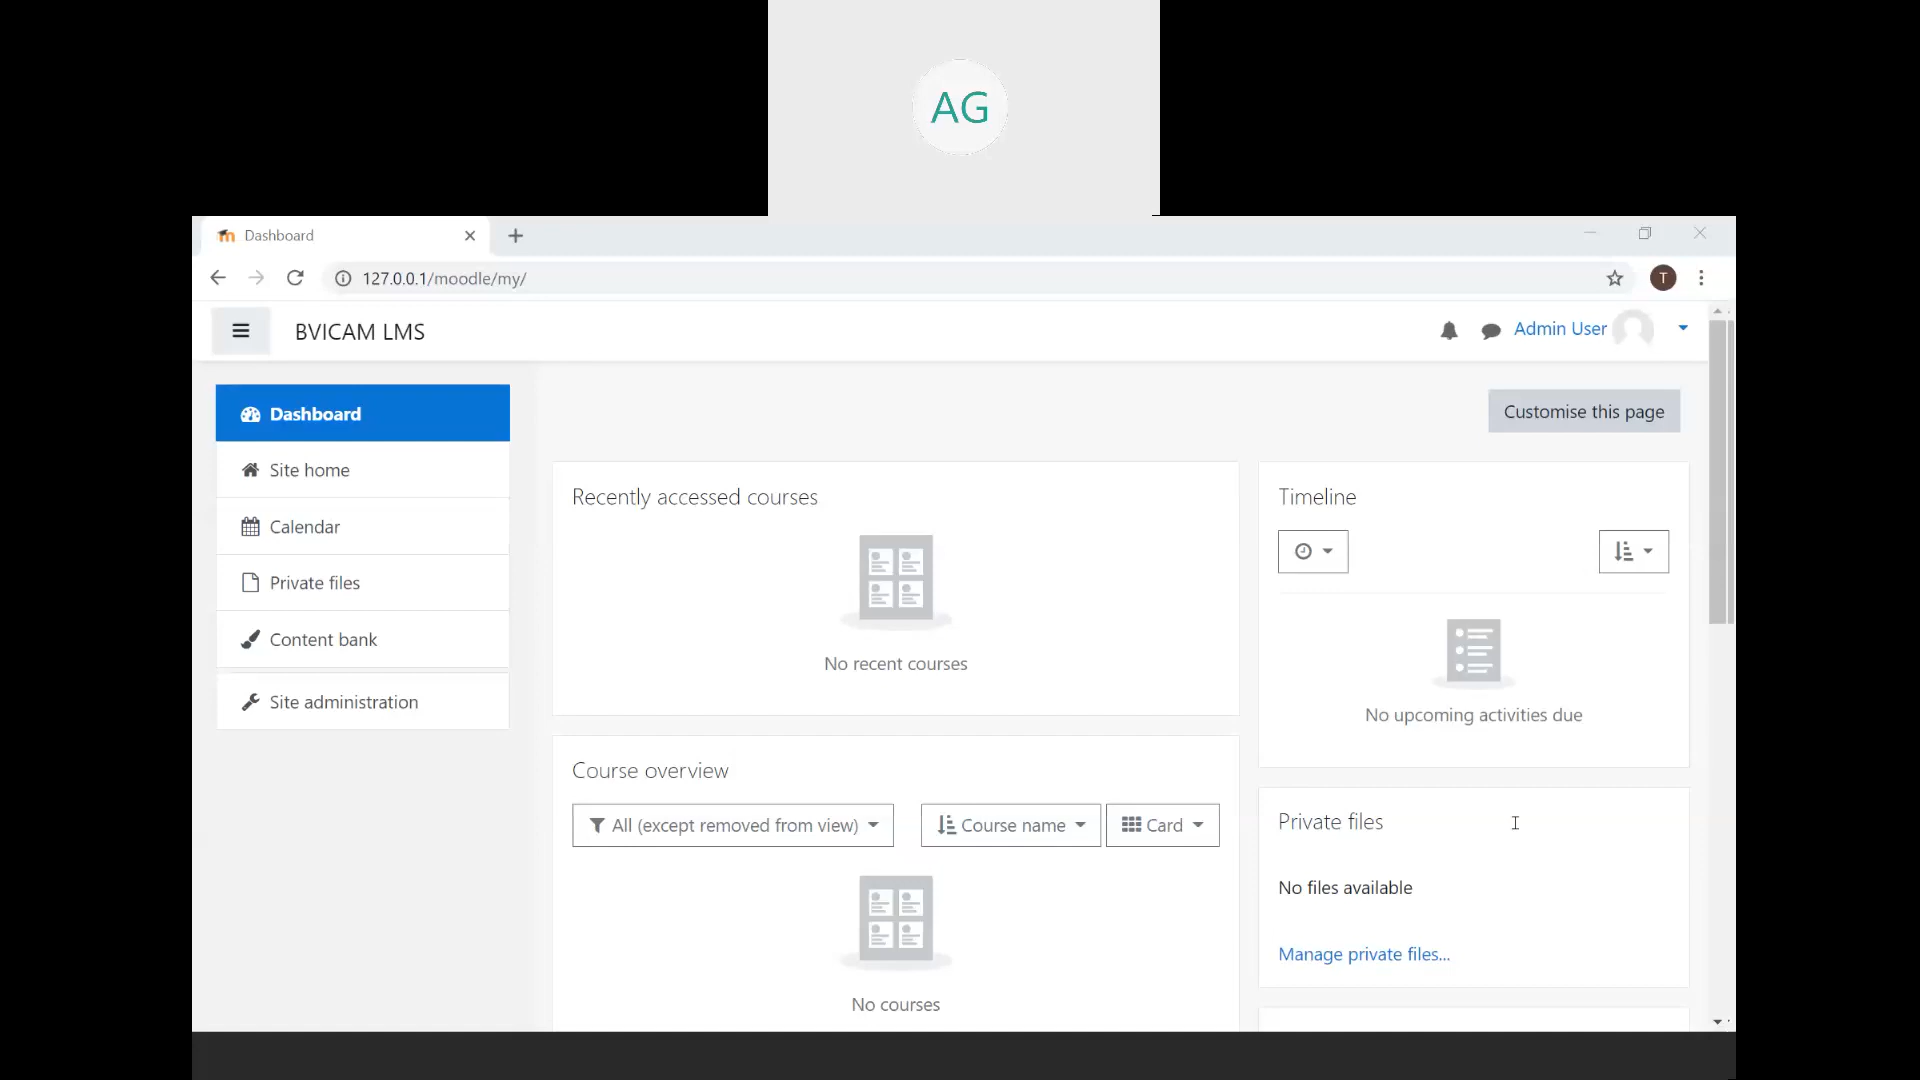 AG
Dashboard
127.0.0.1/moodle/my/
T
BVICAM LMS
Admin User
Dashboard
Site home
Calendar
Private files
Content bank
Site administration
Customise this page
Recently accessed courses
No recent courses
Course overview
All (except removed from view)
Course name
Card
No courses
Timeline
No upcoming activities due
Private files
No files available
Manage private files...